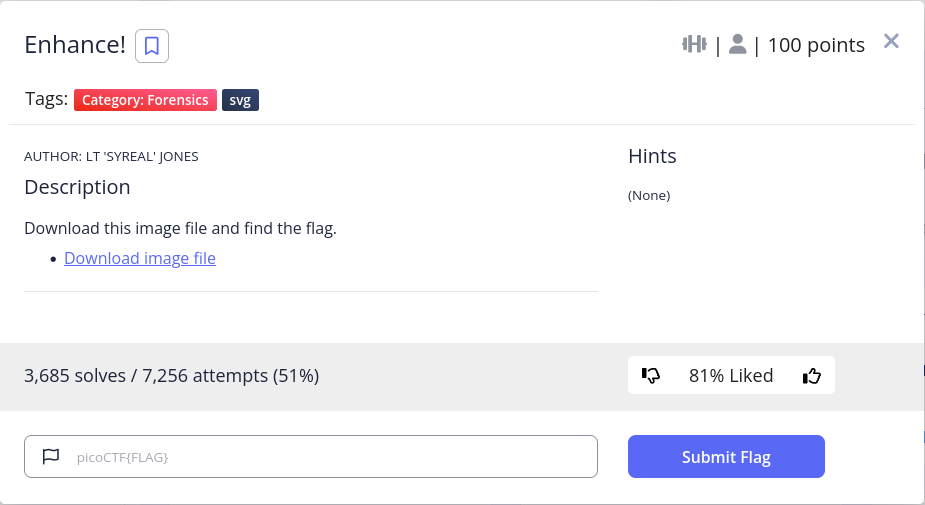 Enhance!
| | 100 points
Tags: Category: Forensics svg
AUTHOR: LT 'SYREAL' JONES
Description
Download this image file and find the flag.
• Download image file
Hints
(None)
3,685 solves / 7,256 attempts (51%)
81% Liked
picoCTF{FLAG}
Submit Flag